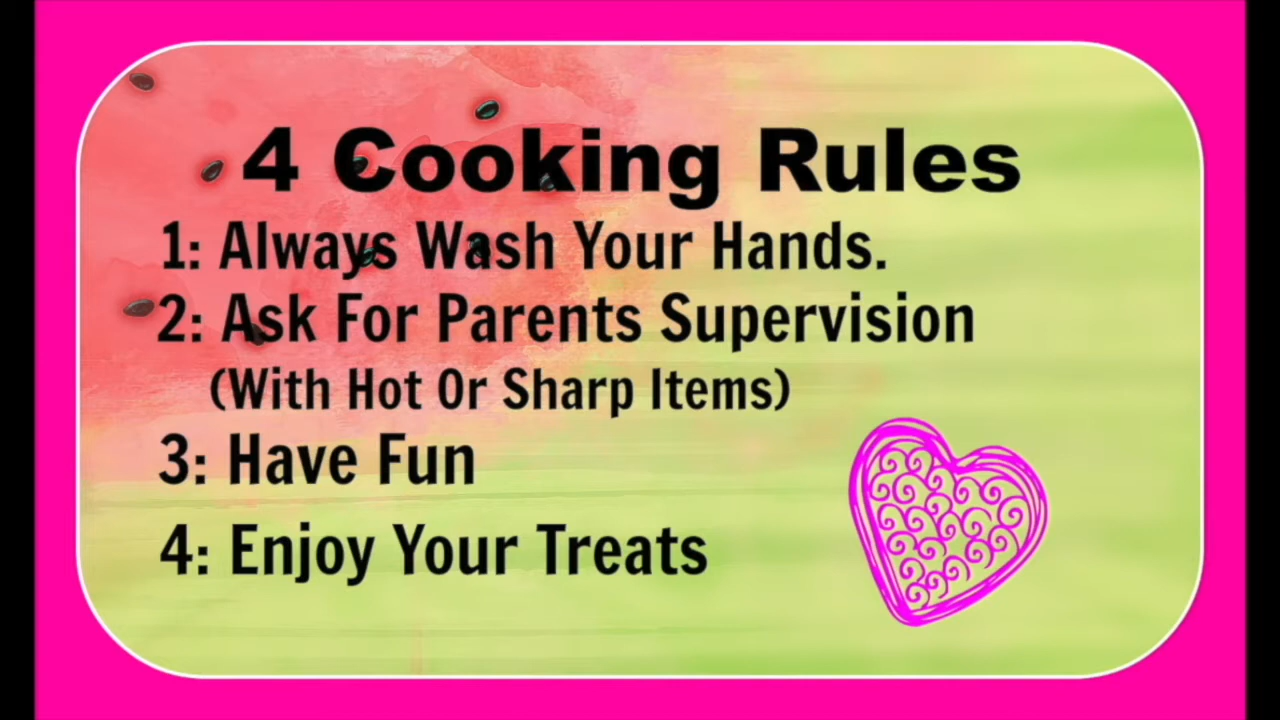 4 Cooking Rules
1: Always Wash Your Hands.
2: Ask For Parents Supervision
(With Hot Or Sharp Items)
3: Have Fun
4: Enjoy Your Treats